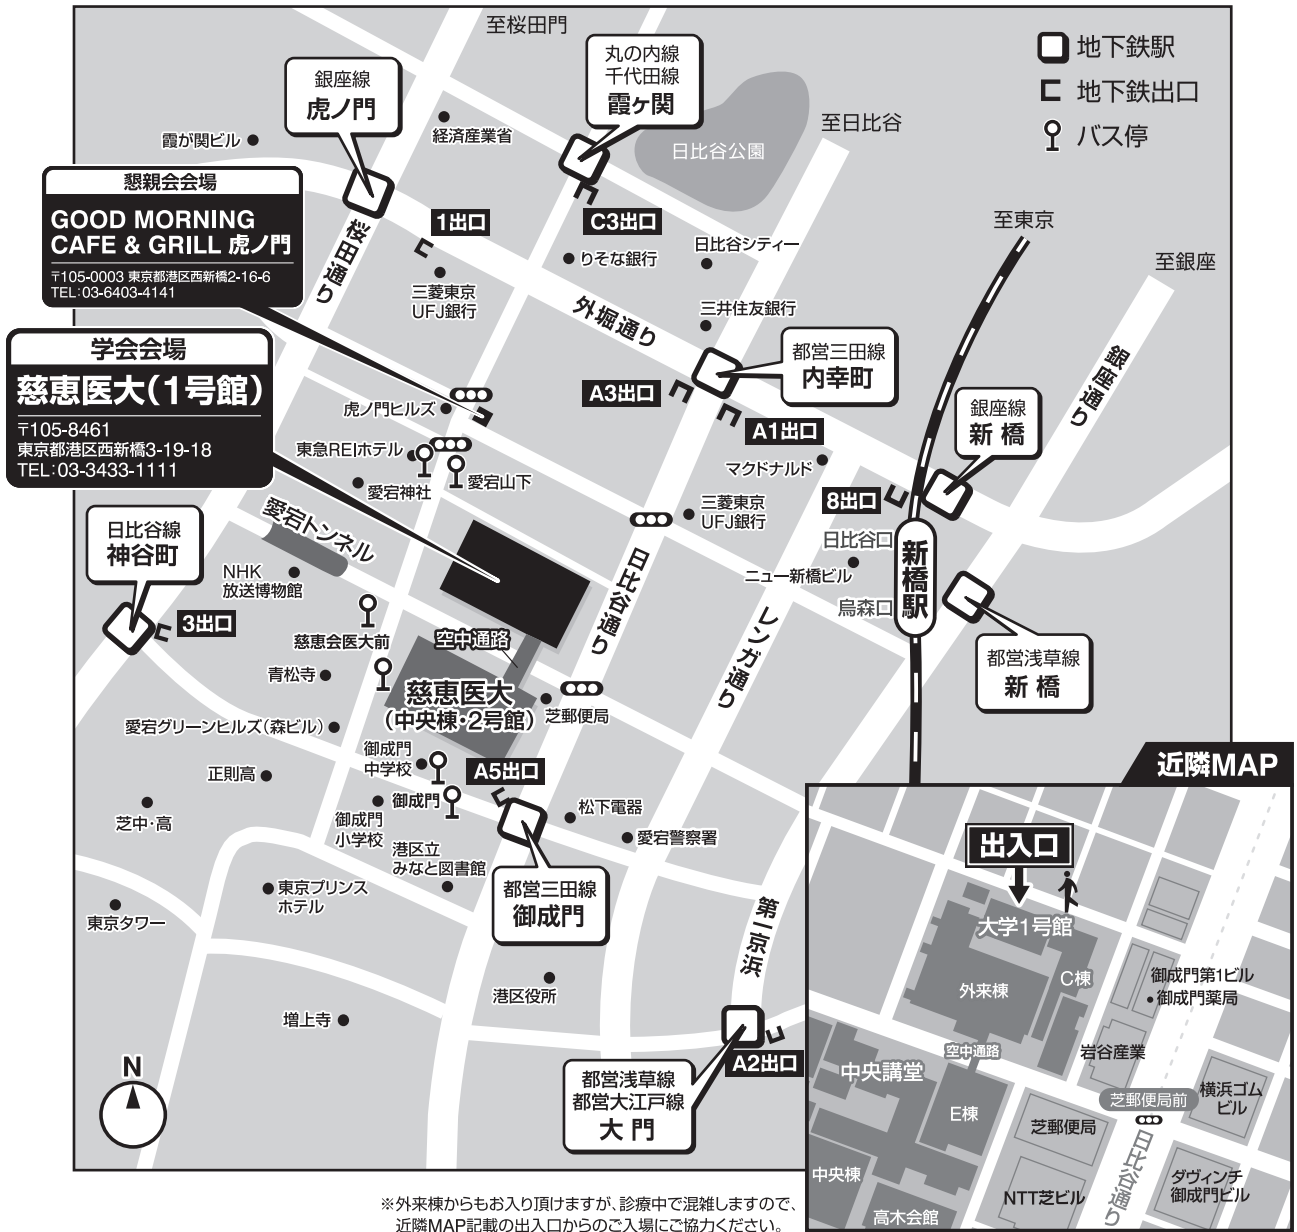 至桜田門
地下鉄駅
地下鉄出口
バス停
銀座線
虎ノ門
丸の内線
千代田線
霞ヶ関
経済産業省
霞が関ビル
日比谷公園
至日比谷
懇親会会場
GOOD MORNING
CAFE & GRILL 虎ノ門
〒105-0003 東京都港区西新橋2-16-6
TEL:03-6403-4141
桜田通り
1出口
C3出口
至東京
りそな銀行
日比谷シティー
至銀座
三菱東京
UFJ銀行
外堀通り
三井住友銀行
学会会場
慈恵医大(1号館)
〒105-8461
東京都港区西新橋3-19-18
TEL:03-3433-1111
都営三田線
内幸町
銀座通り
A3出口
A1出口
虎ノ門ヒルズ
銀座線
新橋
東急REIホテル
愛宕神社
愛宕山下
マクドナルド
8出口
三菱東京
UFJ銀行
愛宕トンネル
日比谷線
神谷町
NHK
放送博物館
日比谷通り
日比谷口
新橋駅
ニュー新橋ビル
烏森口
3出口
慈恵会医大前
空中通路
レンガ通り
都営浅草線
新橋
青松寺
慈恵医大
(中央棟・2号館)
芝郵便局
愛宕グリーンヒルズ(森ビル)
御成門
中学校
A5出口
正則高
御成門
芝中・高
御成門
小学校
松下電器
愛宕警察署
港区立
みなと図書館
東京プリンス
ホテル
東京タワー
都営三田線
御成門
第一京浜
港区役所
増上寺
A2出口
都営浅草線
都営大江戸線
大門
N
近隣MAP
出入口
大学1号館
C棟
外来棟
御成門第1ビル
御成門薬局
空中通路
岩谷産業
中央講堂
芝郵便局前
横浜ゴム
ビル
E棟
芝郵便局
日比谷通り
中央棟
NTT芝ビル
ダヴィンチ
御成門ビル
高木会館
※外来棟からもお入り頂けますが、診療中で混雑しますので、
近隣MAP記載の出入口からのご入場にご協力ください。